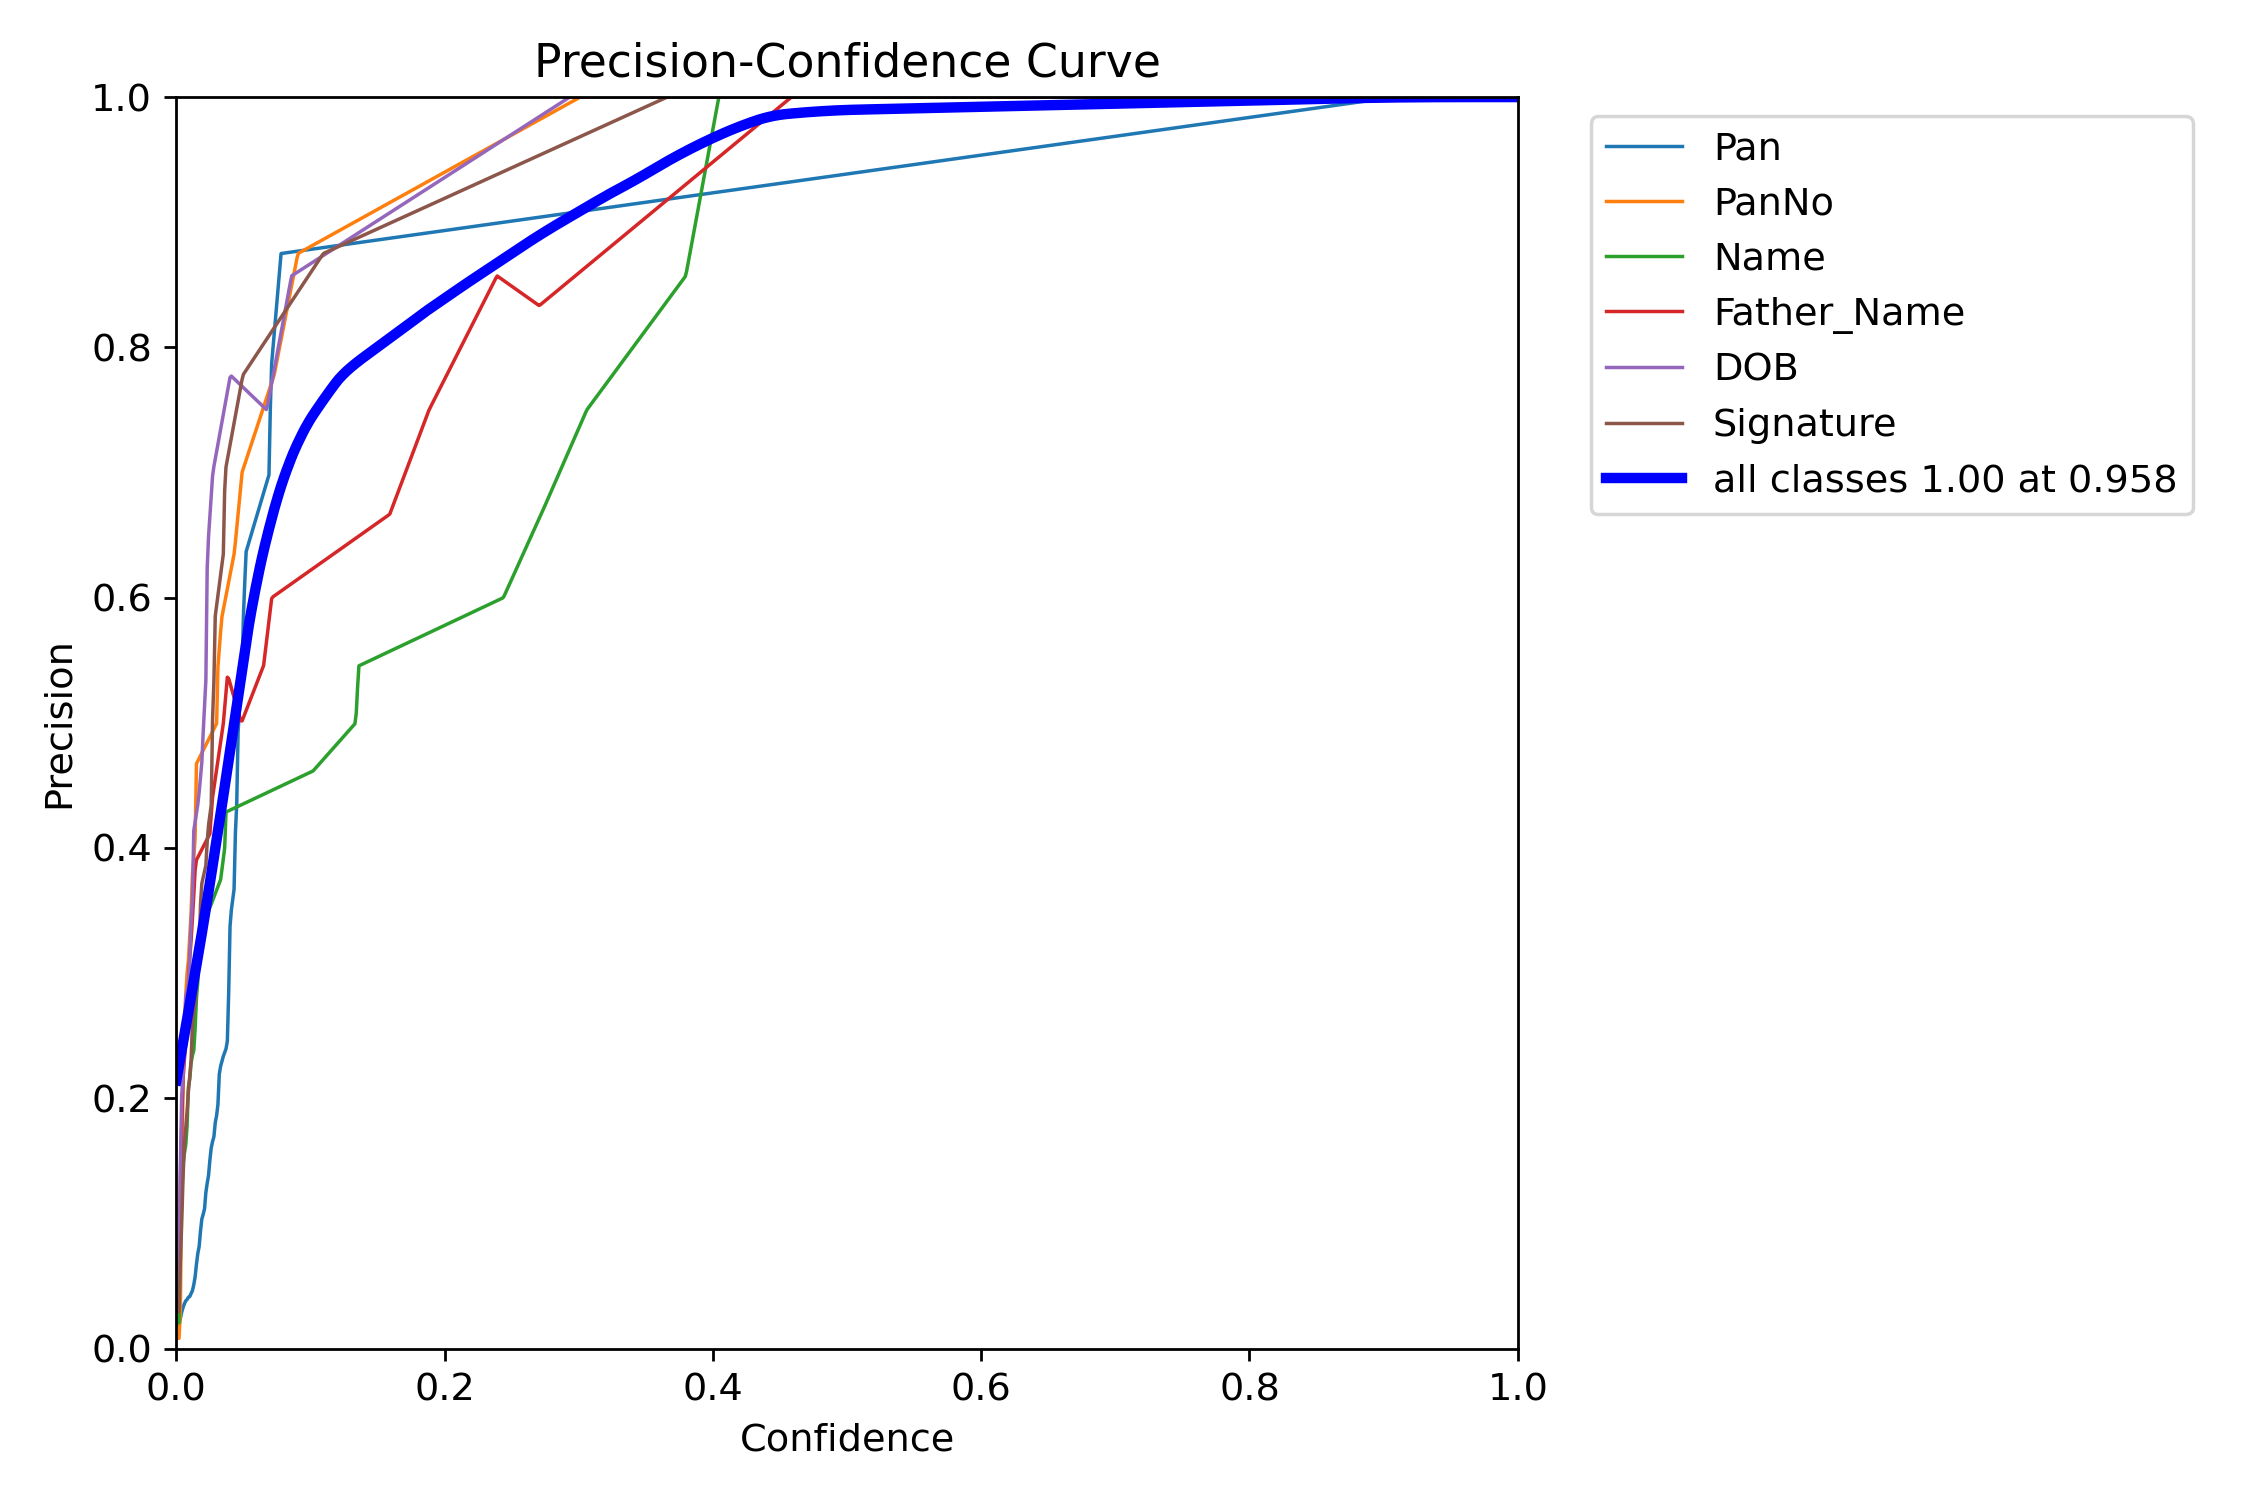 Precision-Confidence Curve
1.0
0.8
0.6
0.4
0.2
0.0
Precision
0.0 0.2 0.4 0.6 0.8 1.0
Confidence
Pan
PanNo
Name
Father_Name
DOB
Signature
all classes 1.00 at 0.958